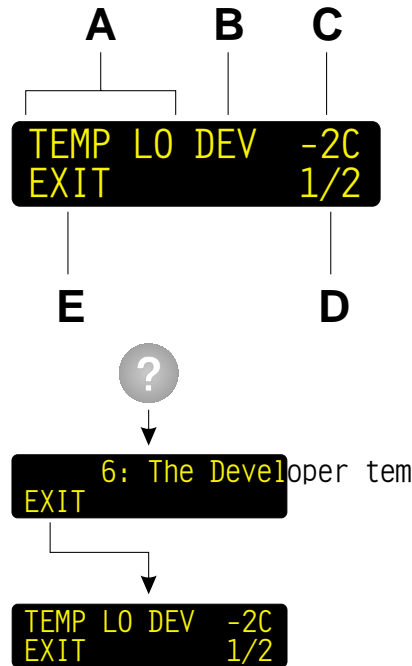 A B C
TEMP LO DEV -2C
EXIT 1/2
E D
?
6: The Developer tem
EXIT
TEMP LO DEV -2C
EXIT 1/2